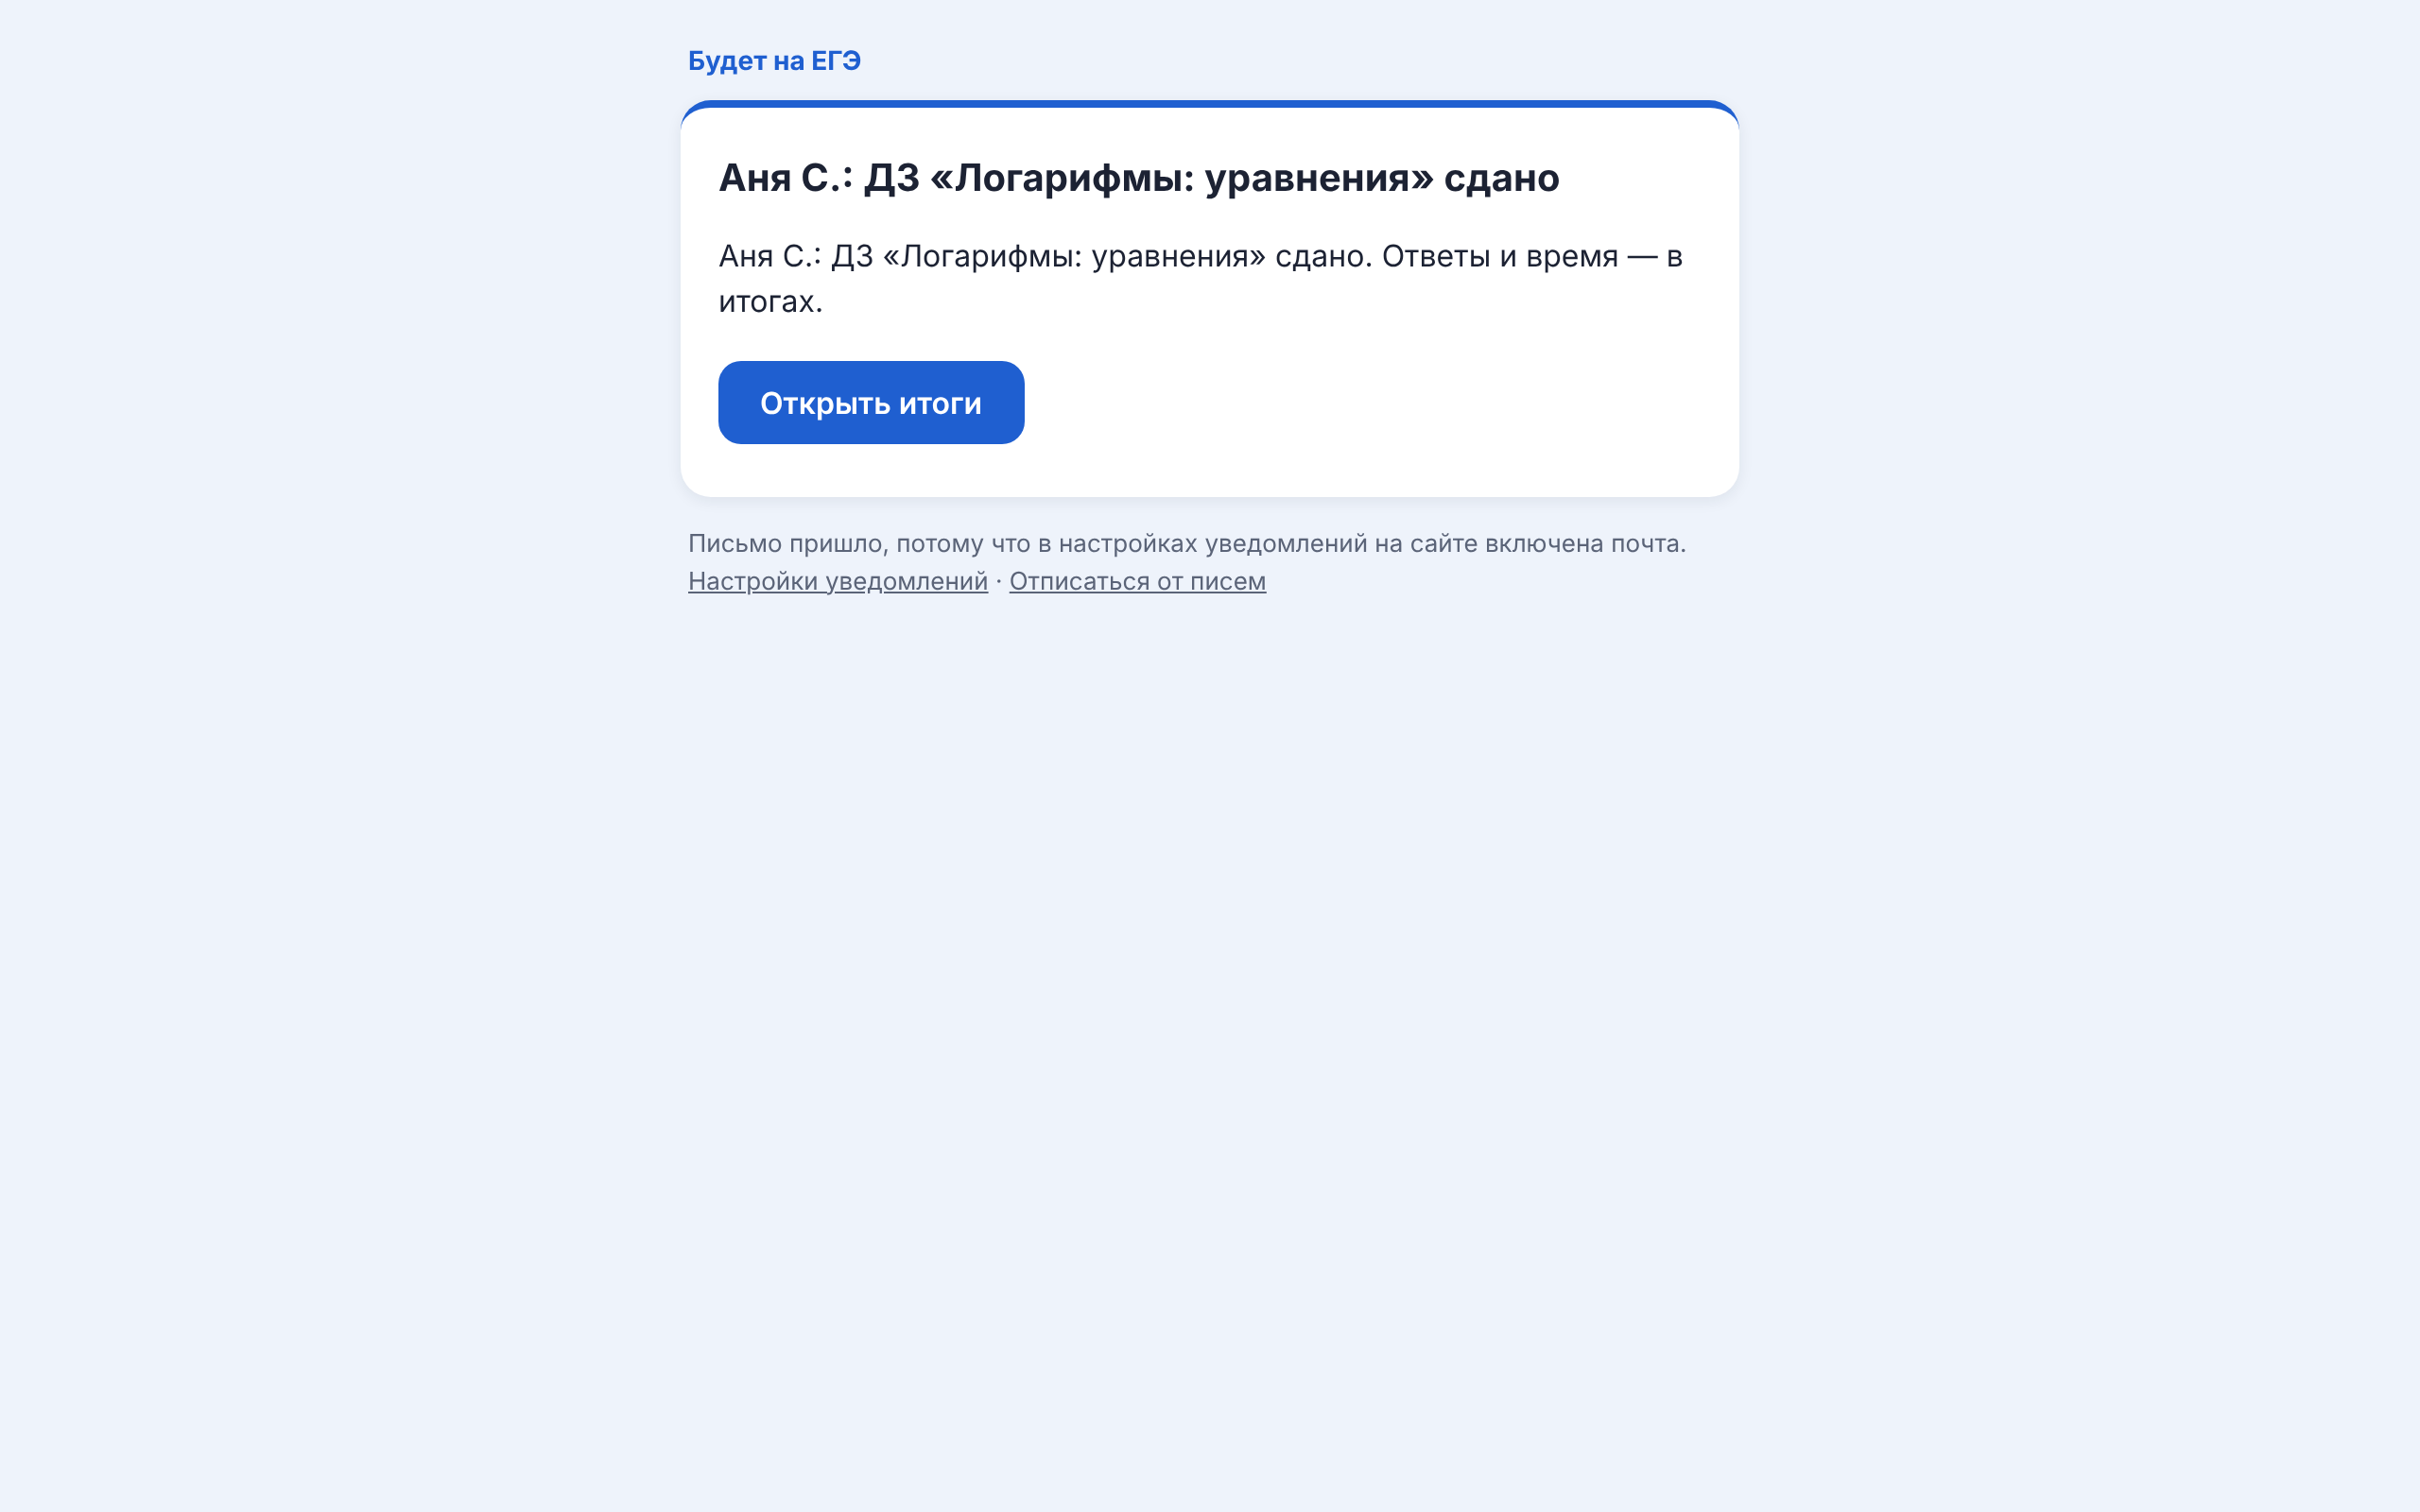 Будет на ЕГЭ
Аня С.: ДЗ «Логарифмы: уравнения» сдано
Аня С.: ДЗ «Логарифмы: уравнения» сдано. Ответы и время — в
итогах.
Открыть итоги
Письмо пришло, потому что в настройках уведомлений на сайте включена почта.
Настройки уведомлений · Отписаться от писем